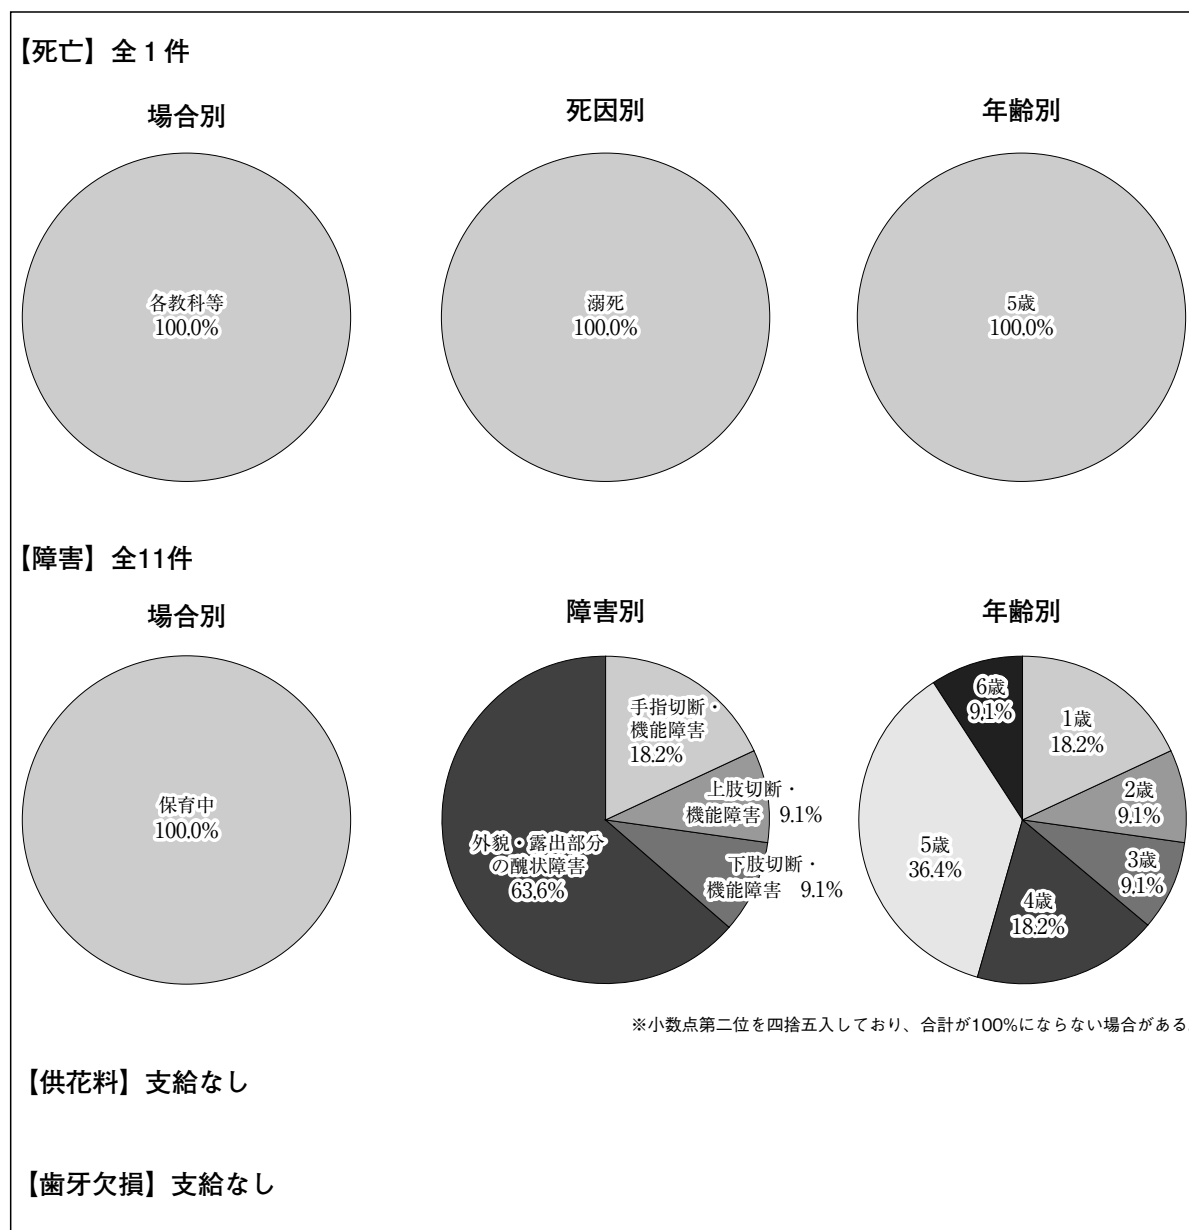 【死亡】全1件
場合別
死因別
年齢別
各教科等
100.0%
溺死
100.0%
5歳
100.0%
【障害】全11件
場合別
障害別
年齢別
保育中
100.0%
手指切断・
機能障害
18.2%
上肢切断・
機能障害 9.1%
下肢切断・
機能障害 9.1%
外貌・露出部分
の醜状障害
63.6%
6歳
9.1%
1歳
18.2%
2歳
9.1%
3歳
9.1%
4歳
18.2%
5歳
36.4%
※小数点第二位を四捨五入しており、合計が100%にならない場合がある
【供花料】支給なし
【歯牙欠損】支給なし